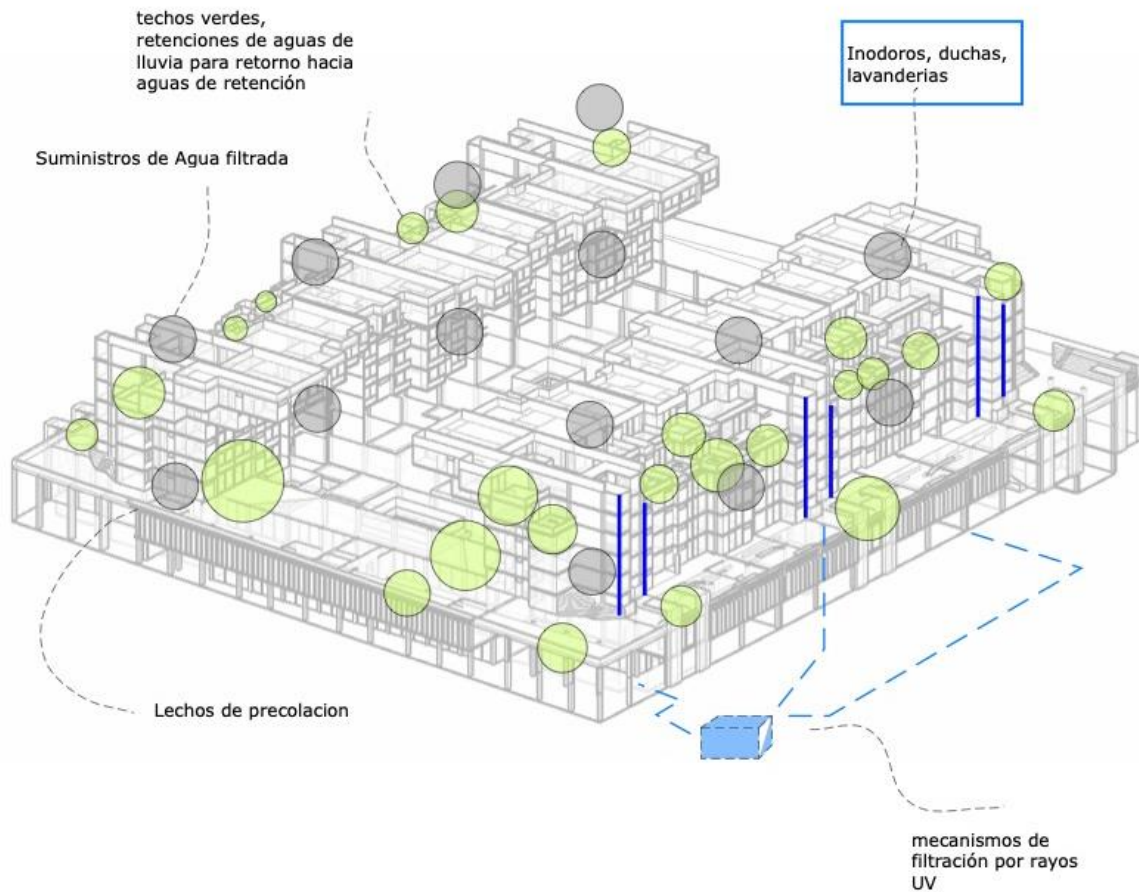 techos verdes,
retenciones de aguas de
lluvia para retorno hacia
aguas de retención
Inodoros, duchas,
lavanderias
Suministros de Agua filtrada
Lechos de precolacion
mecanismos de
filtración por rayos
UV